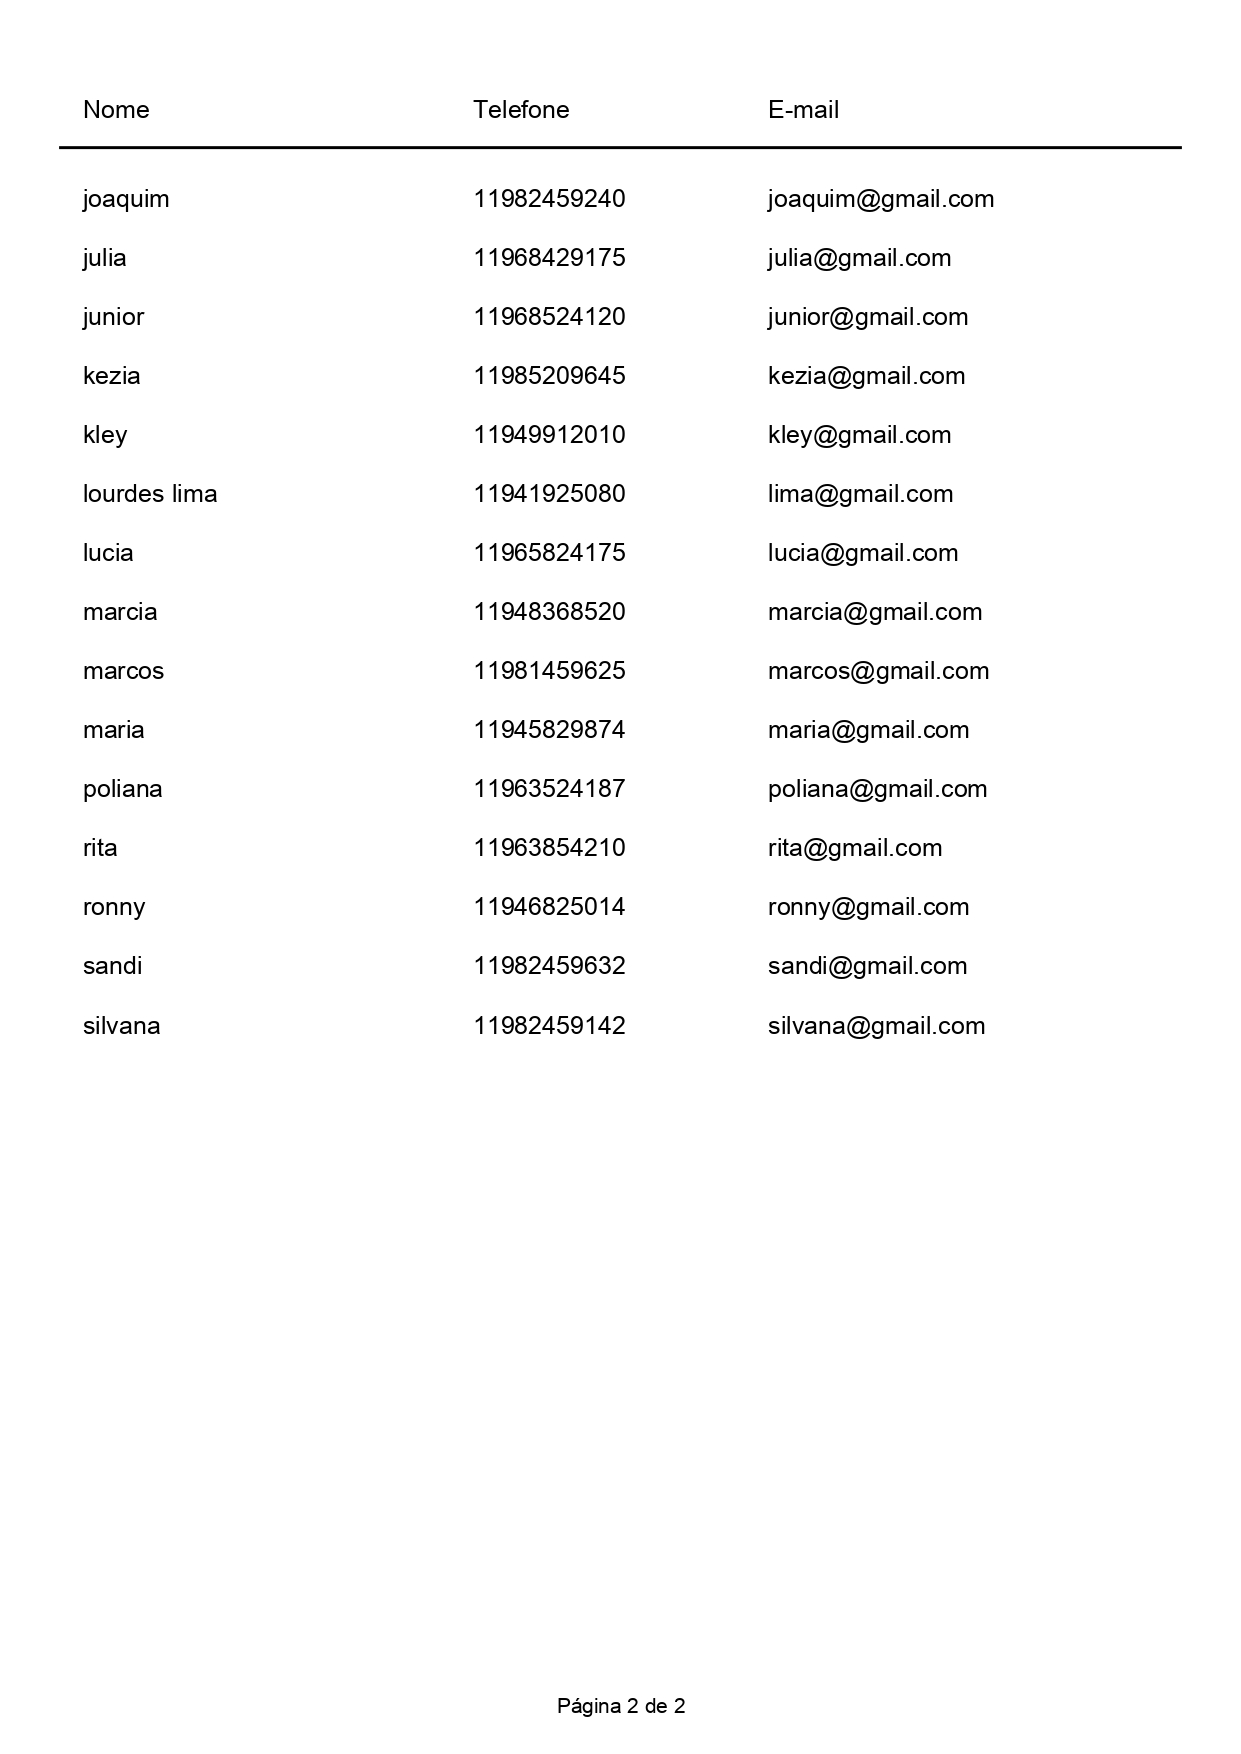 Nome Telefone E-mail
joaquim 11982459240 joaquim@gmail.com
julia 11968429175 julia@gmail.com
junior 11968524120 junior@gmail.com
kezia 11985209645 kezia@gmail.com
kley 11949912010 kley@gmail.com
lourdes lima 11941925080 lima@gmail.com
lucia 11965824175 lucia@gmail.com
marcia 11948368520 marcia@gmail.com
marcos 11981459625 marcos@gmail.com
maria 11945829874 maria@gmail.com
poliana 11963524187 poliana@gmail.com
rita 11963854210 rita@gmail.com
ronny 11946825014 ronny@gmail.com
sandi 11982459632 sandi@gmail.com
silvana 11982459142 silvana@gmail.com
Página 2 de 2